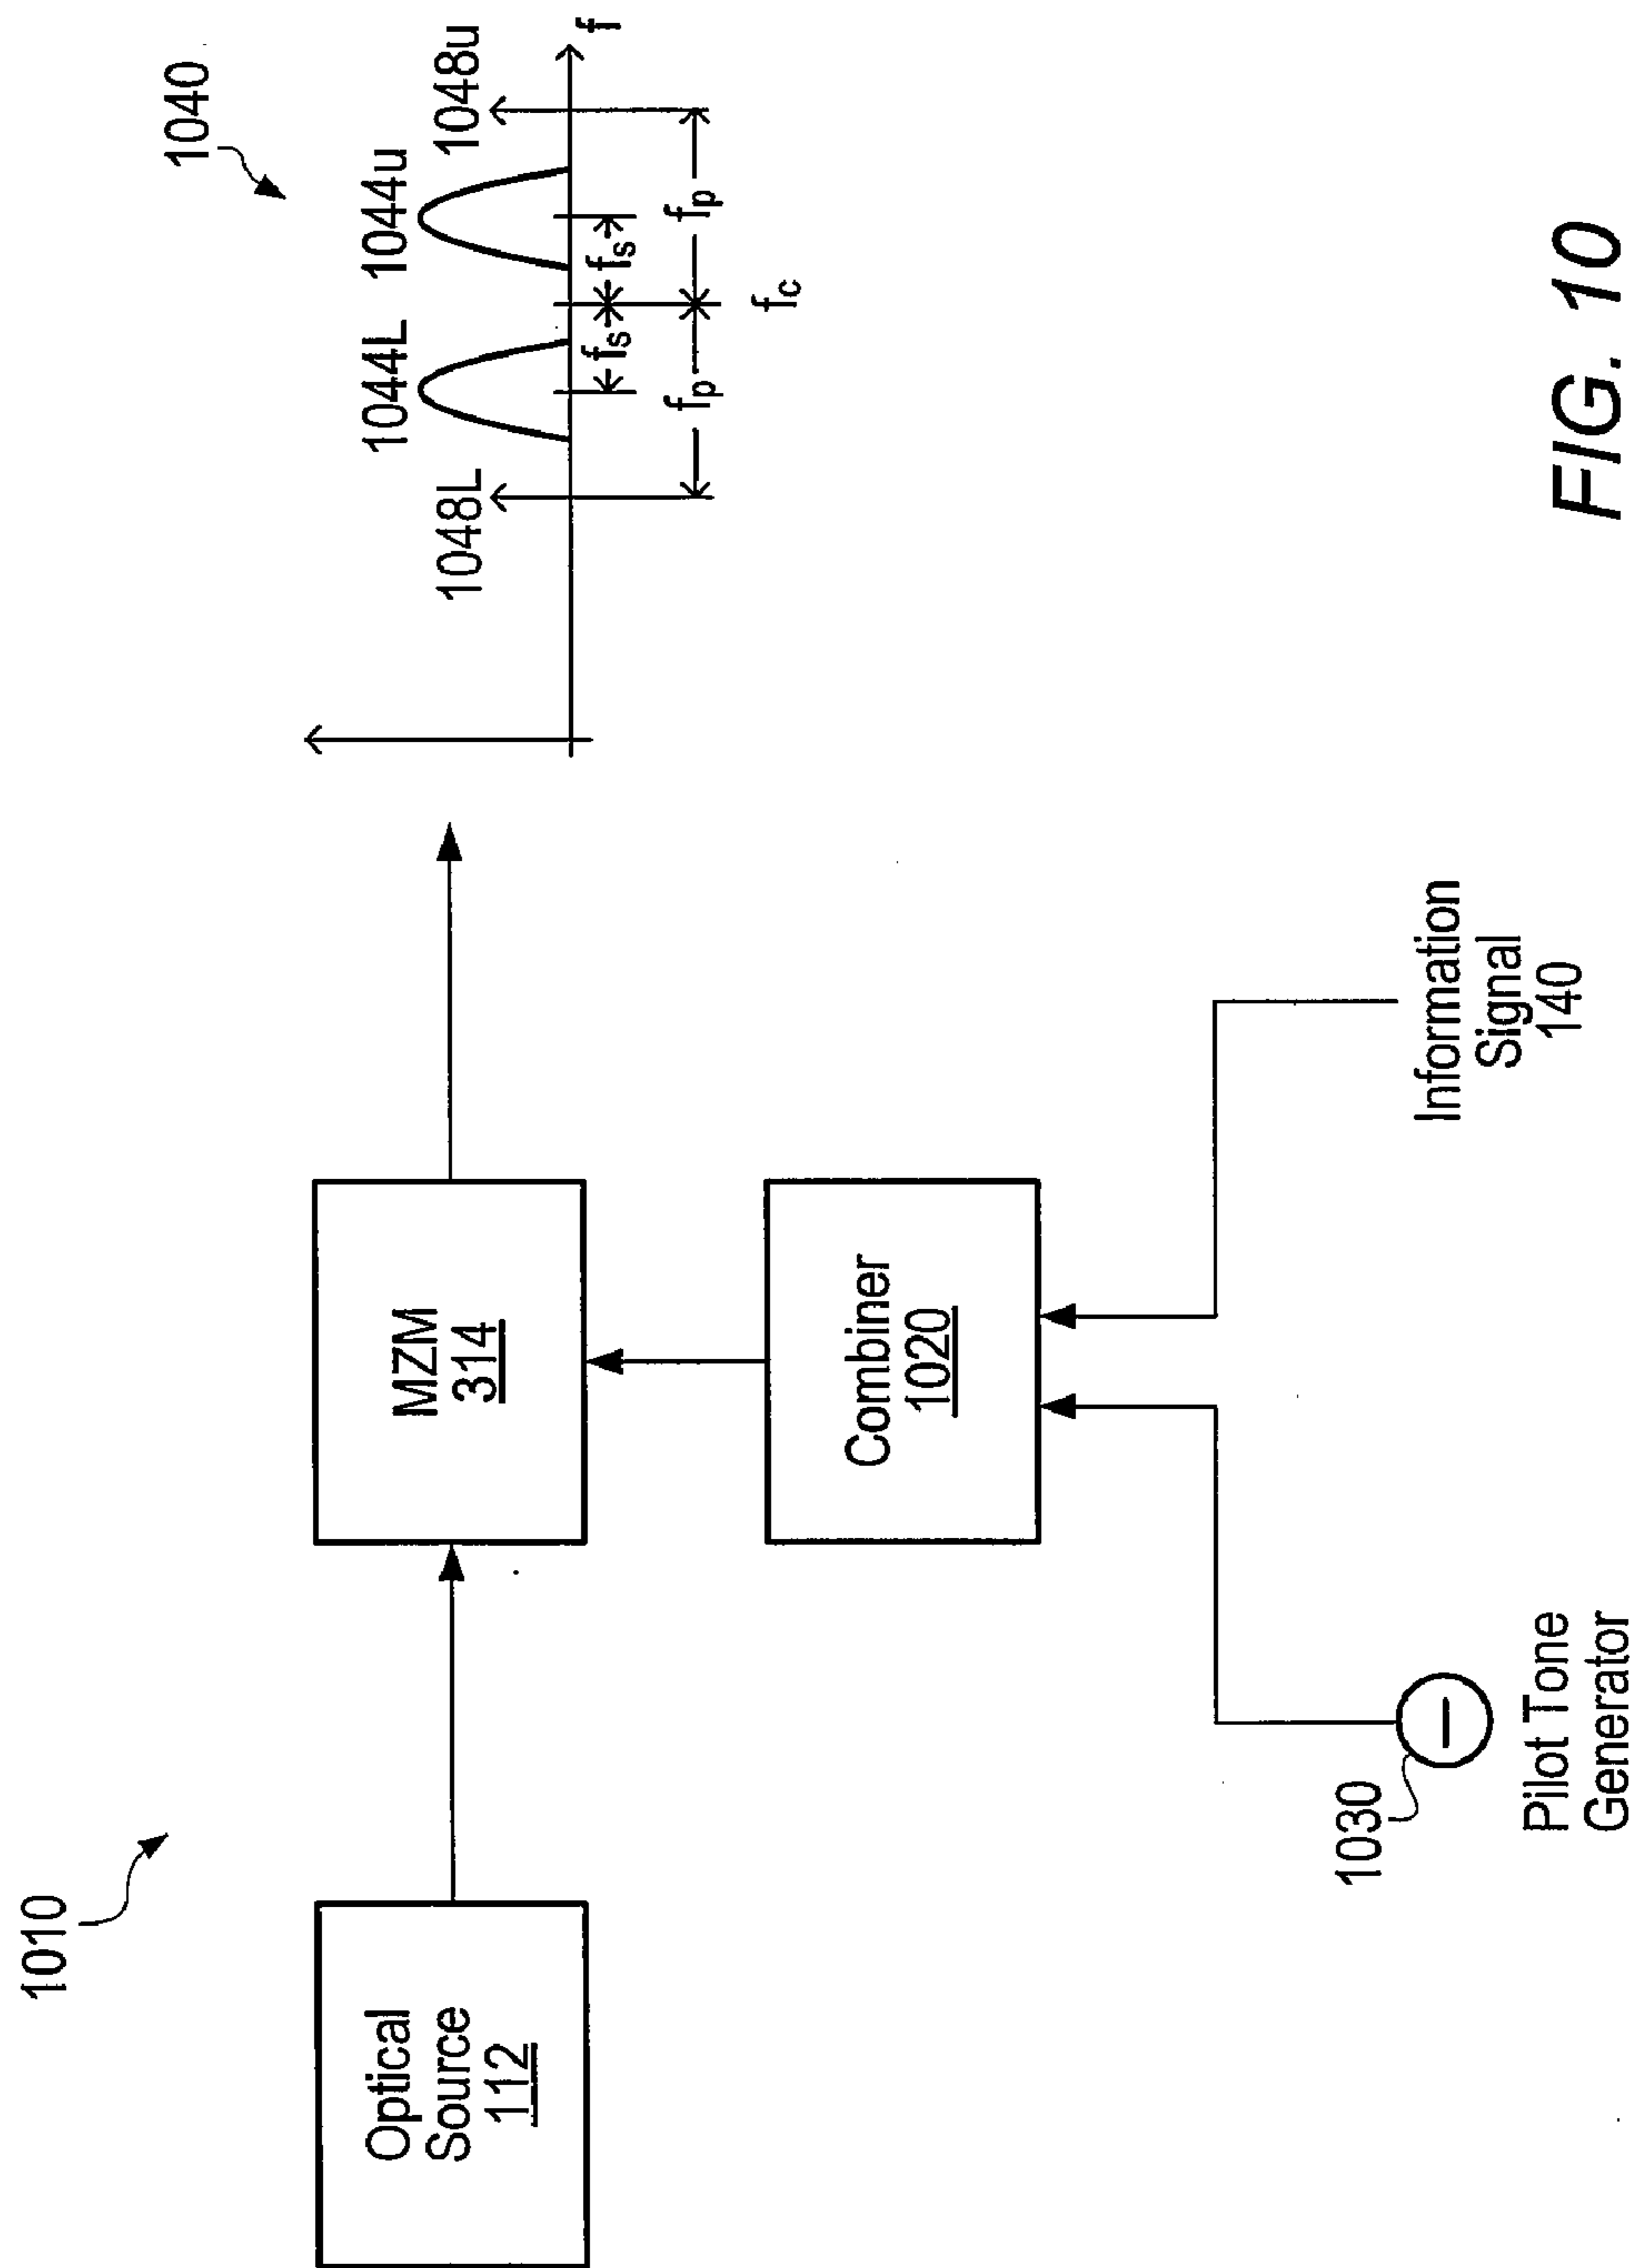 1010
Optical
Source
112
MZM
314
Combiner
1020
1030
Pilot Tone
Generator
Information
Signal
140
1040
1048L
1044L
1044u
1048u
f
fs
fs
fp
fp
fc
FIG. 10